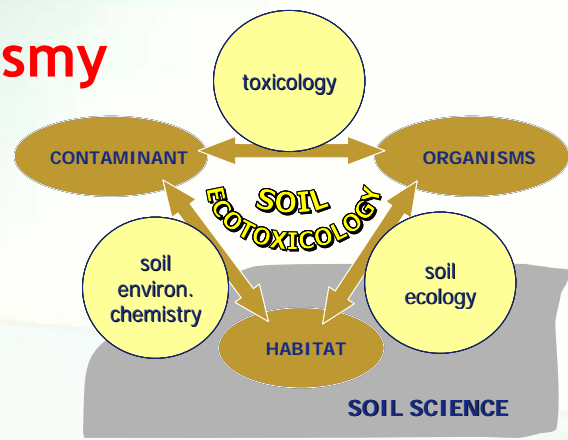 smy
toxicology
CONTAMINANT
ORGANISMS
SOIL
ECOTOXICOLOGY
soil
environ.
chemistry
soil
ecology
HABITAT
SOIL SCIENCE